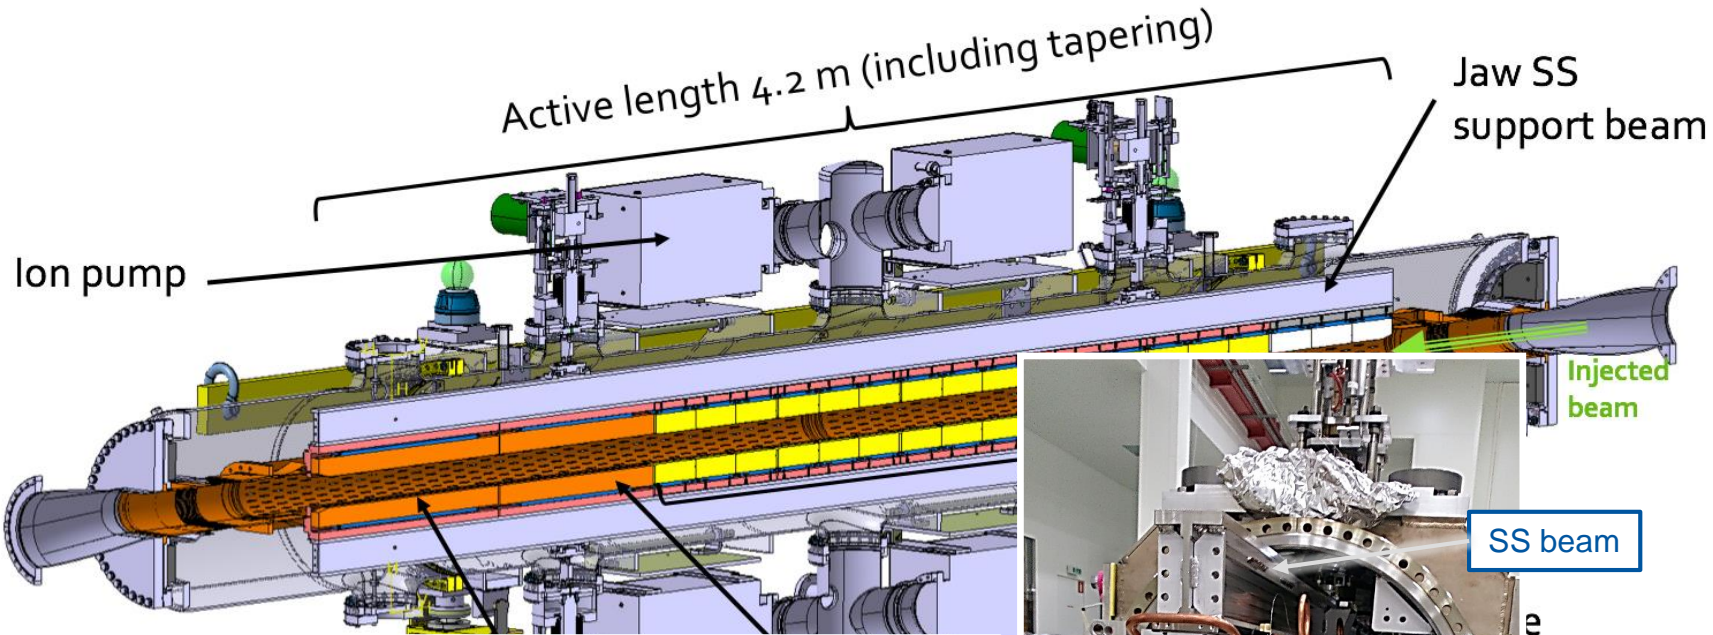 Active length 4.2 m (including tapering)
Jaw SS
support beam
Ion pump
Injected
beam
SS beam
e